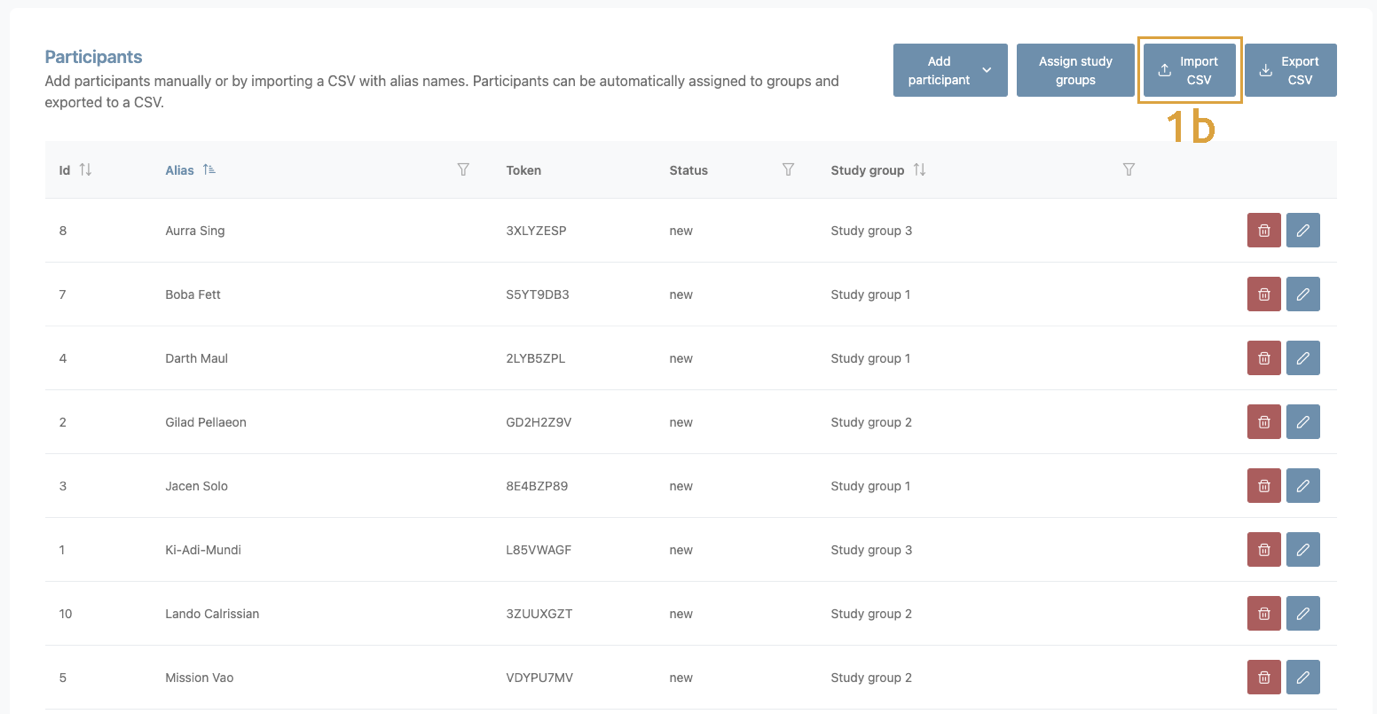 Participants
Add participants manually or by importing a CSV with alias names. Participants can be automatically assigned to groups and
exported to a CSV.
Add
participant
Assign study
groups
Import
CSV
Export
CSV
1b
Id Alias Token Status Study group
8 Aurra Sing 3XLYZESP new Study group 3
7 Boba Fett S5YT9DB3 new Study group 1
4 Darth Maul 2LYB5ZPL new Study group 1
2 Gilad Pellaeon GD2H2Z9V new Study group 2
3 Jacen Solo 8E4BZP89 new Study group 1
1 Ki-Adi-Mundi L85VWAGF new Study group 3
10 Lando Calrissian 3ZUUXGZT new Study group 2
5 Mission Vao VDYPU7MV new Study group 2